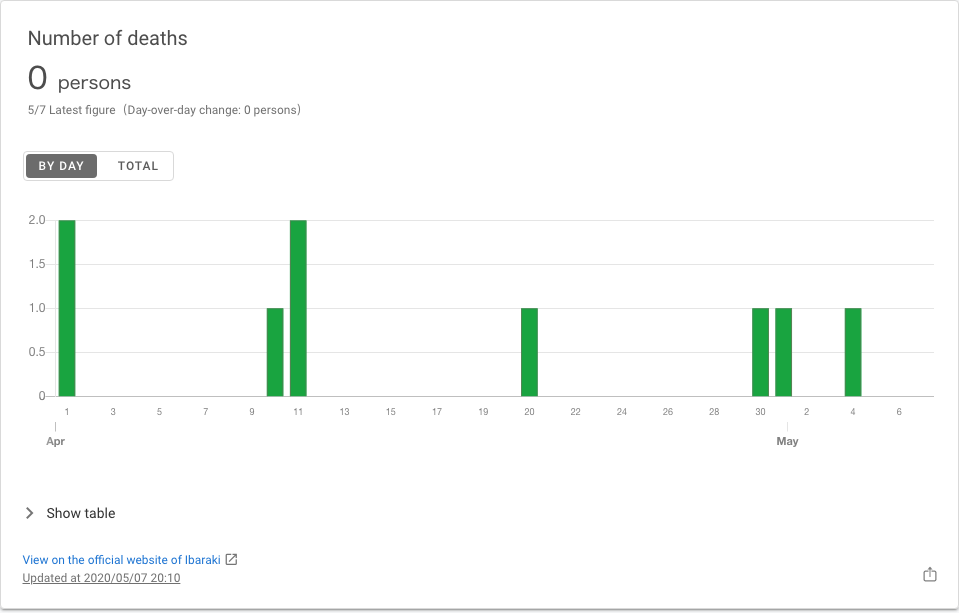 Number of deaths
0 persons
5/7 Latest figure（Day-over-day change: 0 persons）
BY DAY TOTAL
2.0
1.5
1.0
0.5
0
1 3 5 7 9 11 13 15 17 19 20 22 24 26 28 30 2 4 6
Apr May
Show table
View on the official website of Ibaraki
Updated at 2020/05/07 20:10